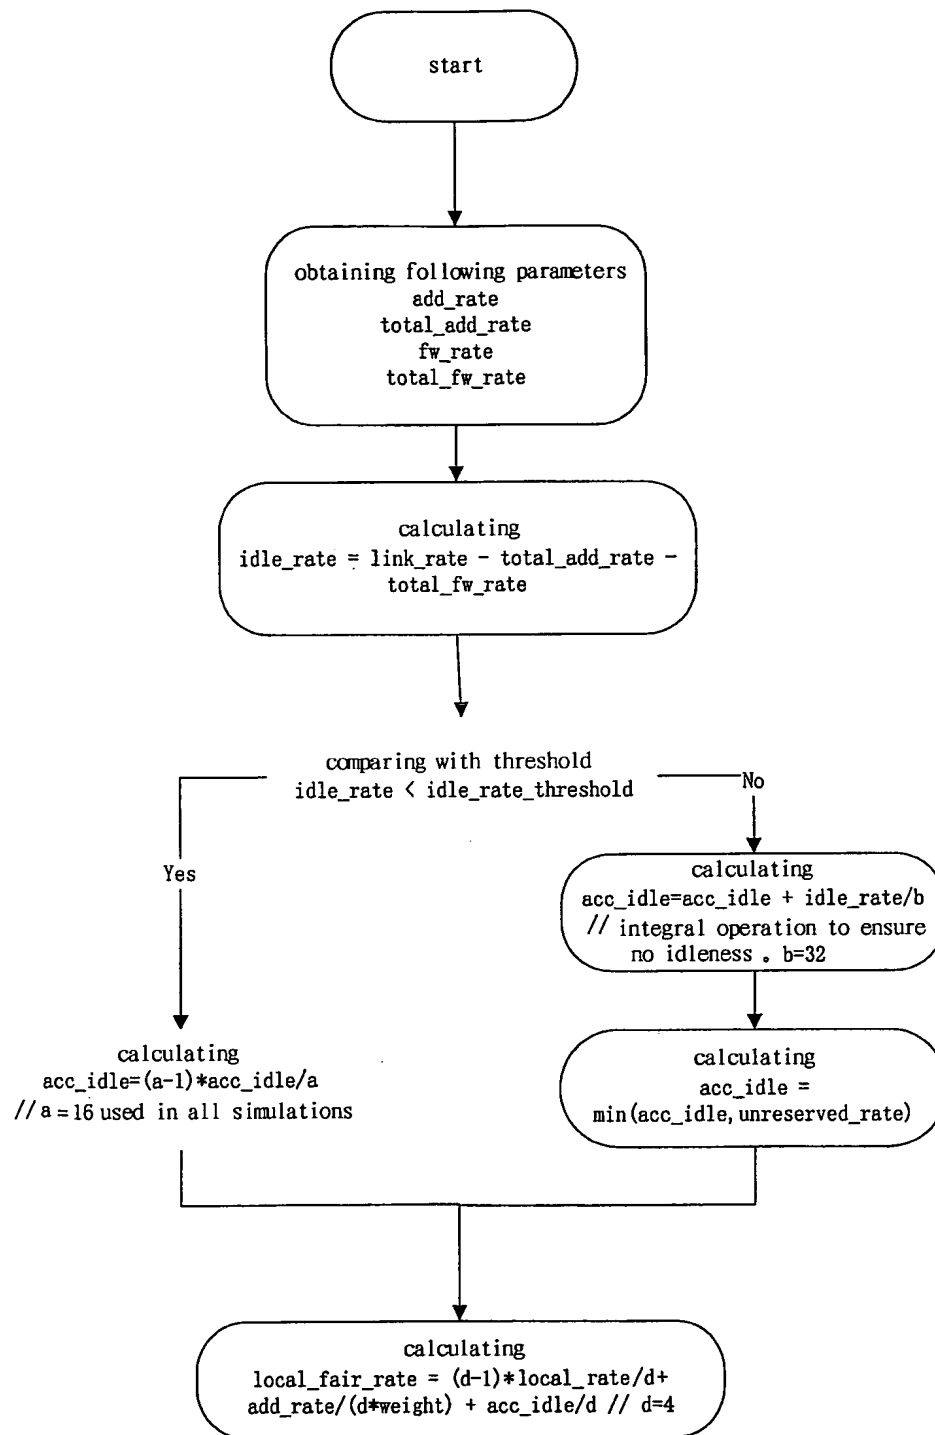 start
obtaining following parameters
add_rate
total_add_rate
fw_rate
total_fw_rate
calculating
idle_rate = link_rate - total_add_rate -
total_fw_rate
comparing with threshold
idle_rate < idle_rate_threshold
Yes
No
calculating
acc_idle=acc_idle + idle_rate/b
// integral operation to ensure
no idleness 。 b=32
calculating
acc_idle=(a-1)*acc_idle/a
//a=16 used in all simulations
calculating
acc_idle =
min(acc_idle,unreserved_rate)
calculating
local_fair_rate = (d-1)*local_rate/d+
add_rate/(d*weight) + acc_idle/d // d=4